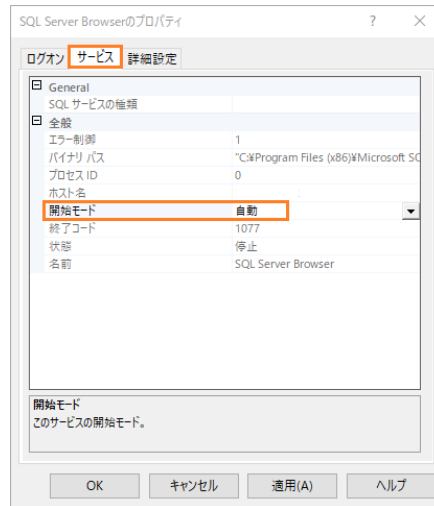 SQL Server Browserのプロパティ ? ×
ログオン サービス 詳細設定
General
SQL サービスの種類
全般
エラー制御 1
バイナリ パス "C:¥Program Files (x86)¥Microsoft SC
プロセス ID 0
ホスト名
開始モード 自動
終了コード 1077
状態 停止
名前 SQL Server Browser
開始モード
このサービスの開始モード。
OK キャンセル 適用(A) ヘルプ